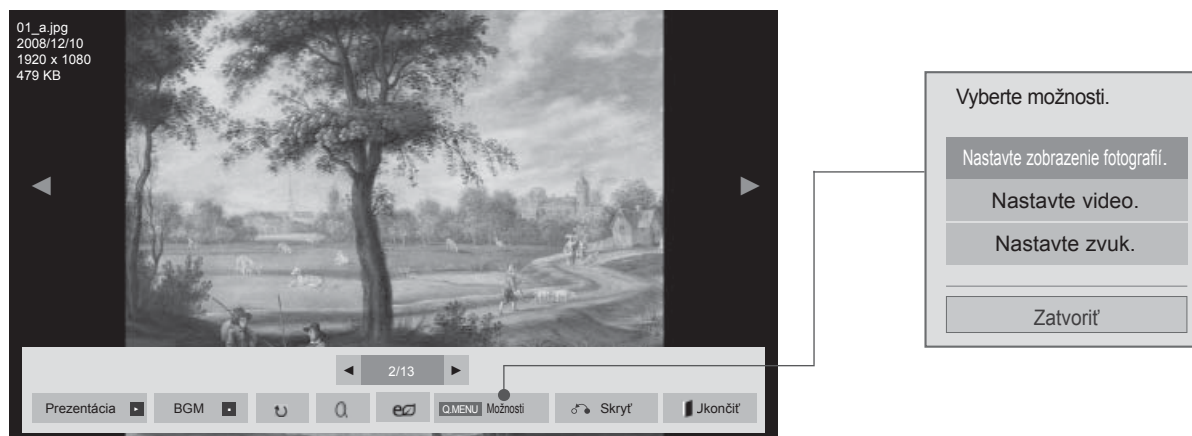 01_a.jpg
2008/12/10
1920 x 1080
479 KB
2/13
Prezentácia BGM Q.MENU Možnosti Skryť Jkončiť
Vyberte možnosti.
Nastavte zobrazenie fotografií.
Nastavte video.
Nastavte zvuk.
Zatvoriť